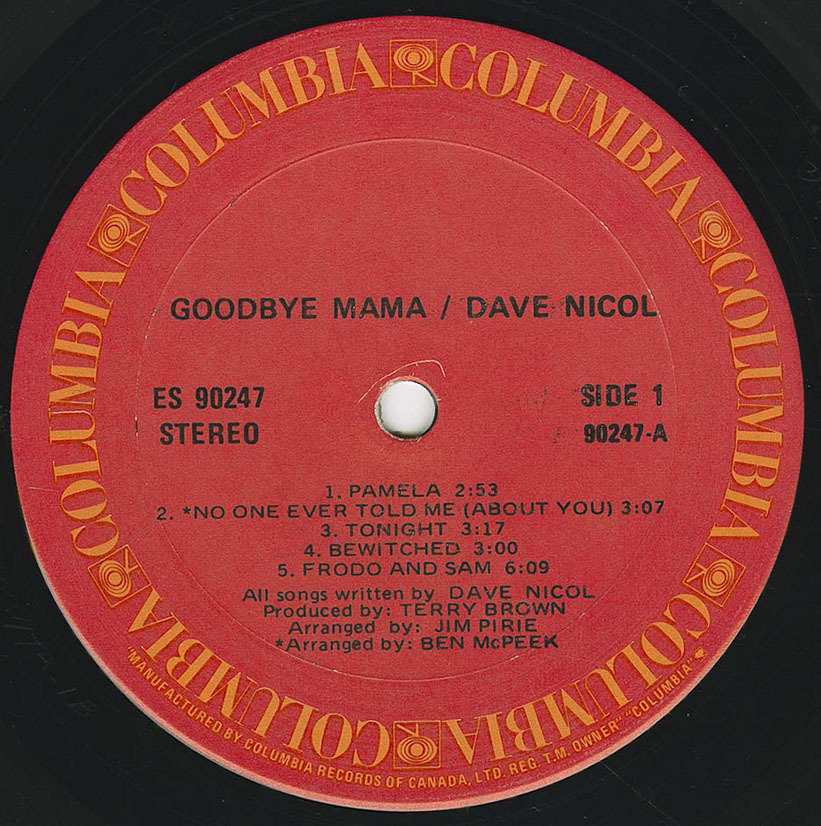 COLUMBIA COLUMBIA COLUMBIA COLUMBIA COLUMBIA COLUMBIA COLUMBIA COLUMBIA
GOODBYE MAMA / DAVE NICOL
ES 90247
STEREO
SIDE 1
90247-A
1. PAMELA 2:53
2. *NO ONE EVER TOLD ME (ABOUT YOU) 3:07
3. TONIGHT 3:17
4. BEWITCHED 3:00
5. FRODO AND SAM 6:09
All songs written by DAVE NICOL
Produced by: TERRY BROWN
Arranged by: JIM PIRIE
*Arranged by: BEN McPEEK
"MANUFACTURED BY COLUMBIA RECORDS OF CANADA, LTD. REG. T.M. OWNER" "COLUMBIA"